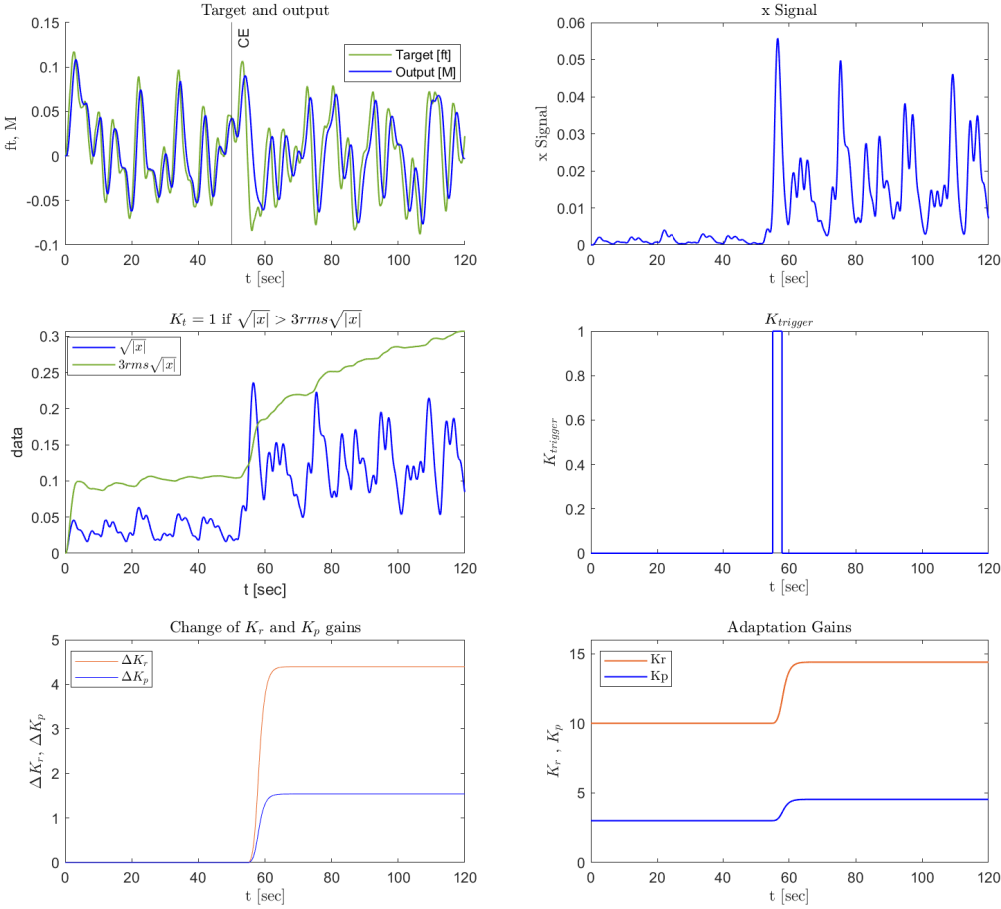 Target and output
0.15
0.1
0.05
0
-0.05
-0.1
ft, M
CE
Target [ft]
Output [M]
0 20 40 60 80 100 120
t [sec]
x Signal
0.06
0.05
0.04
0.03
0.02
0.01
0
x Signal
0 20 40 60 80 100 120
t [sec]
K_t = 1 if √|x| > 3rms√|x|
0.3
0.25
0.2
0.15
0.1
0.05
0
data
√|x|
3rms√|x|
0 20 40 60 80 100 120
t [sec]
K_trigger
1
0.8
0.6
0.4
0.2
0
K_trigger
0 20 40 60 80 100 120
t [sec]
Change of K_r and K_p gains
5
4
3
2
1
0
ΔK_r, ΔK_p
ΔK_r
ΔK_p
0 20 40 60 80 100 120
t [sec]
Adaptation Gains
15
10
5
0
K_r , K_p
Kr
Kp
0 20 40 60 80 100 120
t [sec]